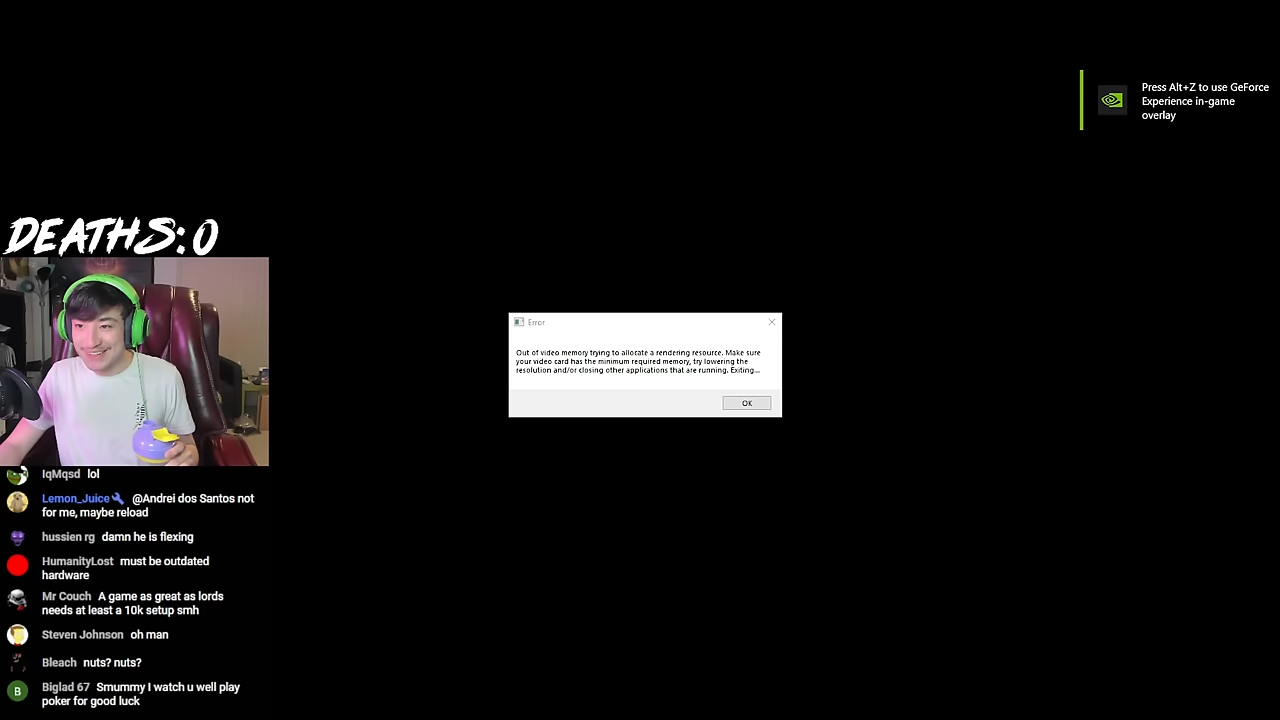 Press Alt+Z to use GeForce
Experience in-game
overlay
DEATHS:0
Error
Out of video memory trying to allocate a rendering resource. Make sure
your video card has the minimum required memory, try lowering the
resolution and/or closing other applications that are running. Exiting...
OK
IqMqsd lol
Lemon_Juice @Andrei dos Santos not
for me, maybe reload
hussien rg damn he is flexing
HumanityLost must be outdated
hardware
Mr Couch A game as great as lords
needs at least a 10k setup smh
Steven Johnson oh man
Bleach nuts? nuts?
B
Biglad 67 Smummy I watch u well play
poker for good luck